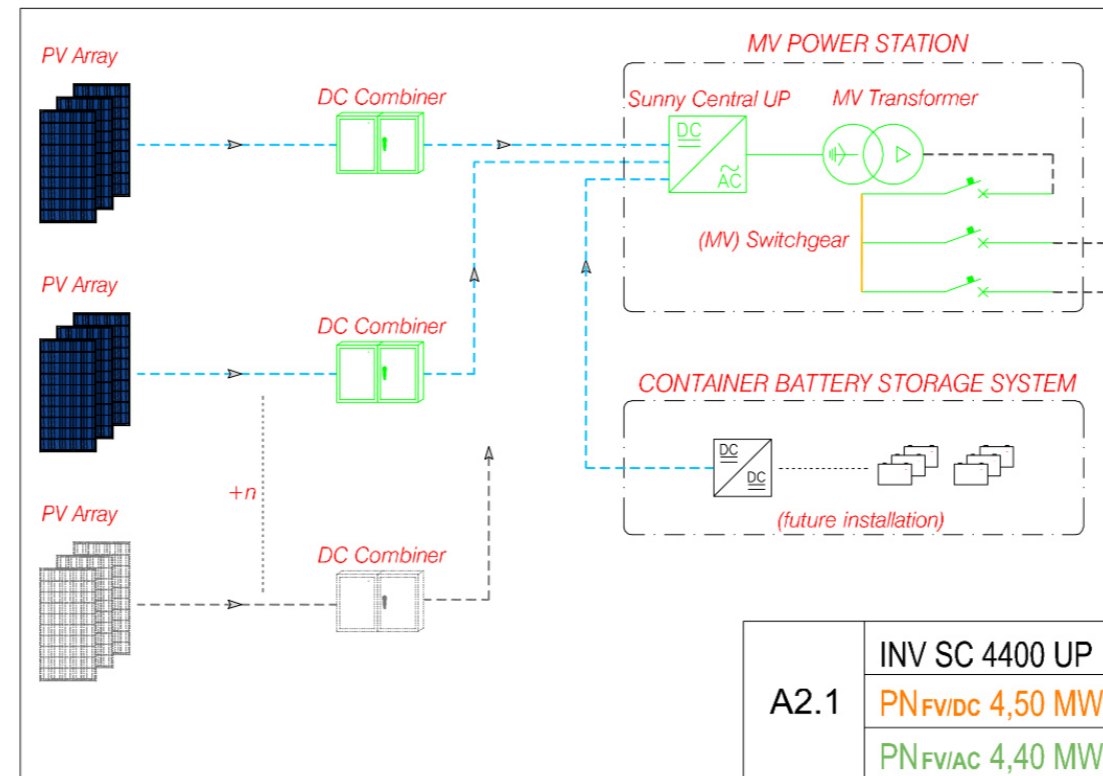 MV POWER STATION
PV Array
DC Combiner
Sunny Central UP
MV Transformer
DC
AC
(MV) Switchgear
PV Array
DC Combiner
CONTAINER BATTERY STORAGE SYSTEM
DC
DC
+n
PV Array
(future installation)
DC Combiner
INV SC 4400 UP
A2.1
PNFV/DC 4,50 MW
PNFV/AC 4,40 MW